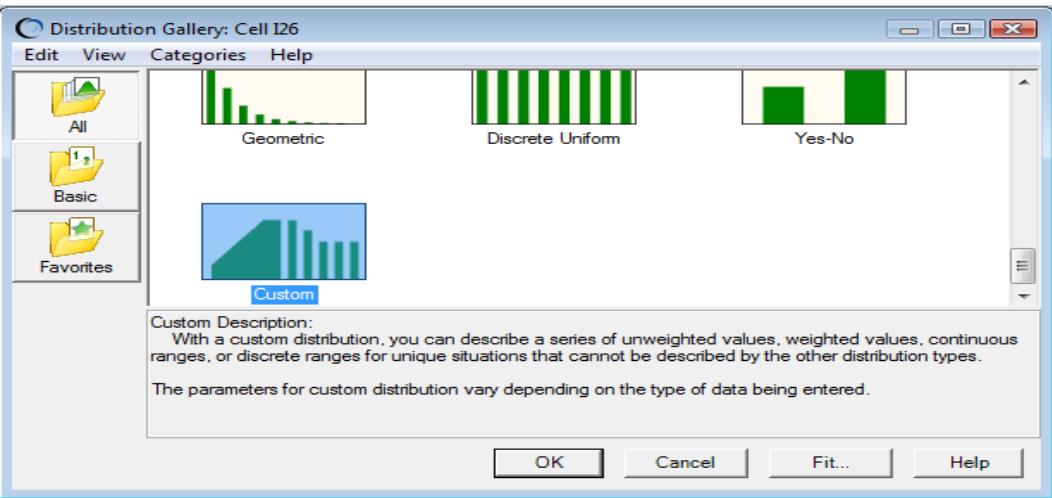 Distribution Gallery: Cell I26
Edit View Categories Help
All
Basic
Favorites
Geometric
Discrete Uniform
Yes-No
Custom
Custom Description:
With a custom distribution, you can describe a series of unweighted values, weighted values, continuous
ranges, or discrete ranges for unique situations that cannot be described by the other distribution types.
The parameters for custom distribution vary depending on the type of data being entered.
OK Cancel Fit... Help